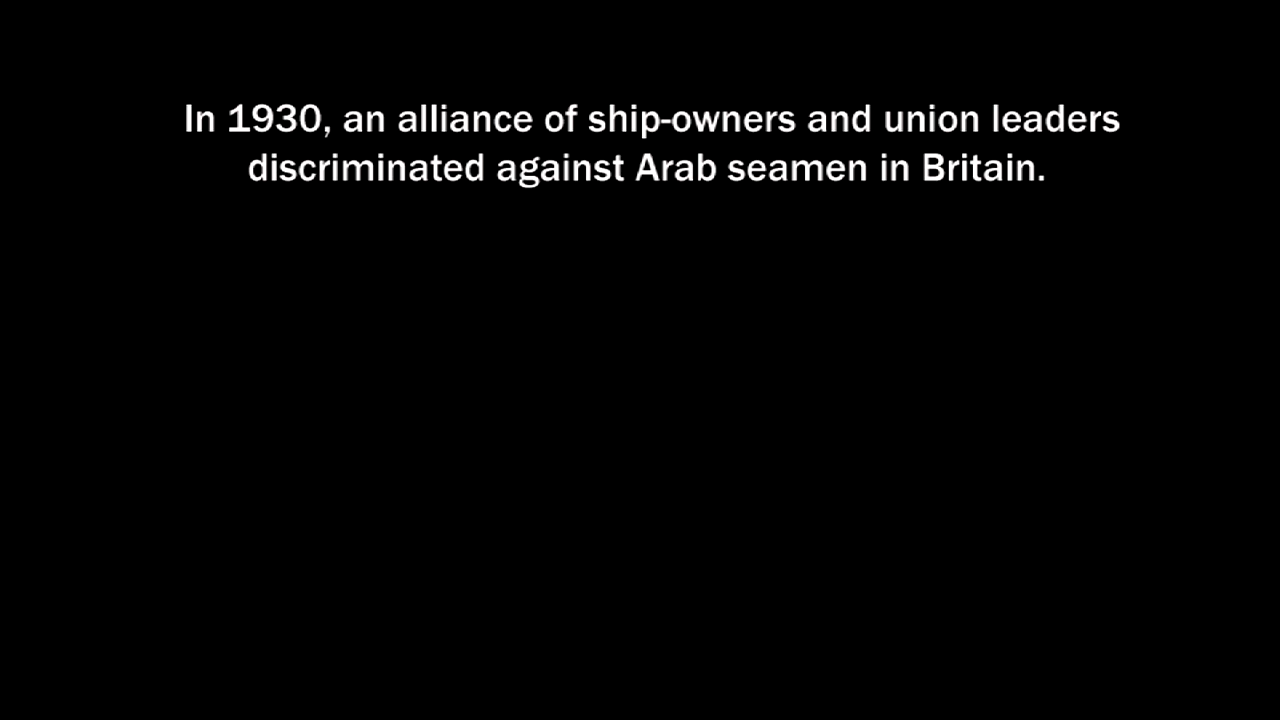 In 1930, an alliance of ship-owners and union leaders
discriminated against Arab seamen in Britain.